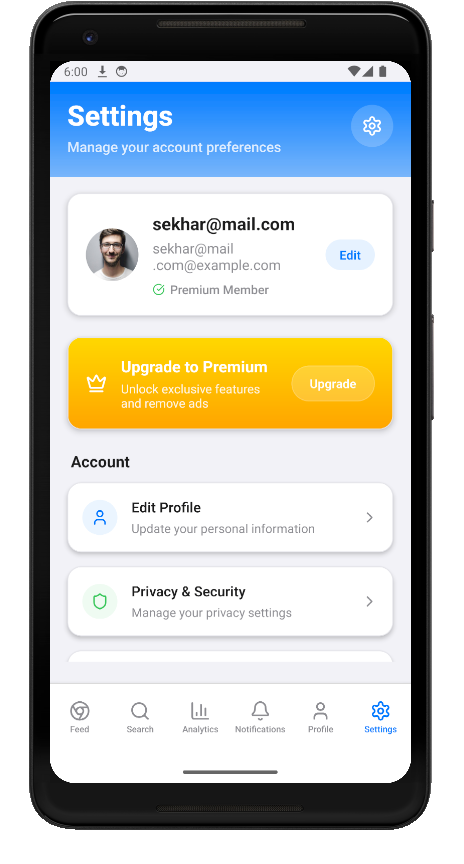 6:00
Settings
Manage your account preferences
sekhar@mail.com
sekhar@mail
.com@example.com
Edit
Premium Member
Upgrade to Premium
Unlock exclusive features
and remove ads
Upgrade
Account
Edit Profile
Update your personal information
Privacy & Security
Manage your privacy settings
Feed
Search
Analytics
Notifications
Profile
Settings